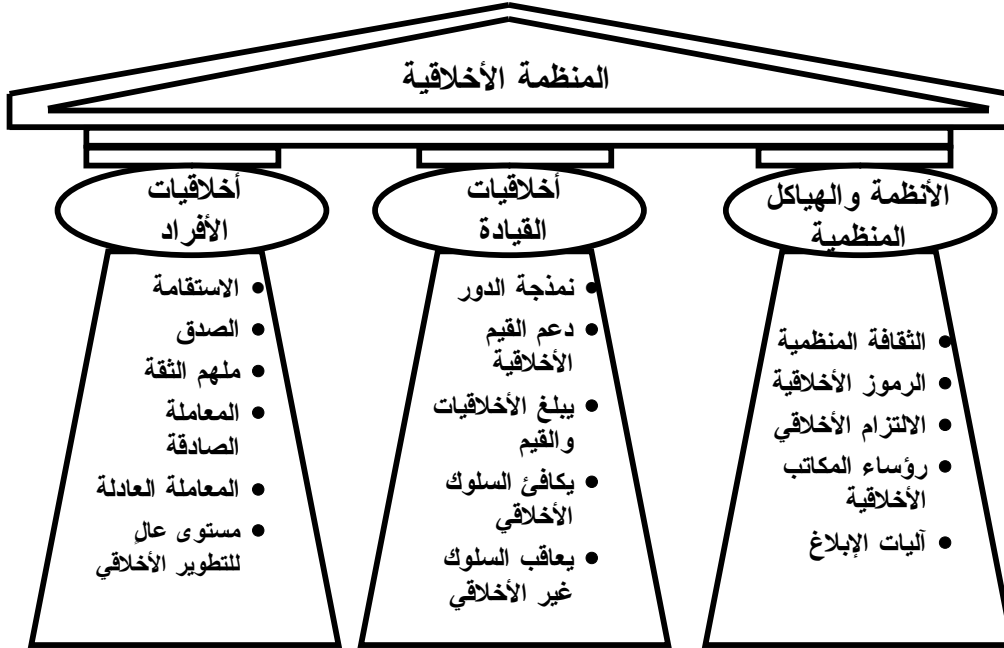 المنظمة الأخلاقية
الأنظمة والهياكل
المنظمية
• الثقافة المنظمية
• الرموز الأخلاقية
• الالتزام الأخلاقي
• رؤساء المكاتب
الأخلاقية
• آليات الإبلاغ
أخلاقيات
القيادة
• نمذجة الدور
• دعم القيم
الأخلاقية
• يبلغ الأخلاقيات
والقيم
• يكافئ السلوك
الأخلاقي
• يعاقب السلوك
غير الأخلاقي
أخلاقيات
الأفراد
• الاستقامة
• الصدق
• ملهم الثقة
• المعاملة
الصادقة
• المعاملة العادلة
• مستوى عالٍ
للتطوير الأخلاقي